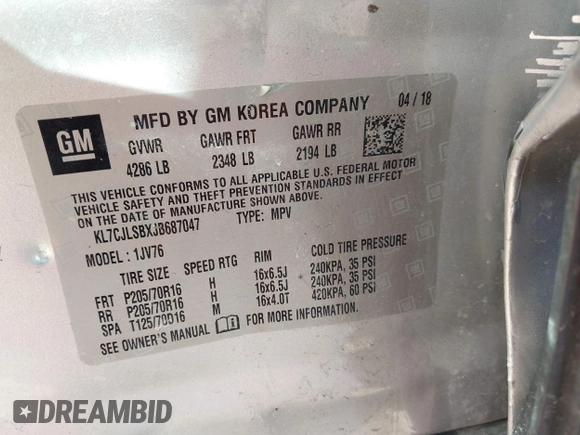 GM
MFD BY GM KOREA COMPANY 04 / 18
GVWR GAWR FRT GAWR RR
4286 LB 2348 LB 2194 LB
THIS VEHICLE CONFORMS TO ALL APPLICABLE U.S. FEDERAL MOTOR
VEHICLE SAFETY AND THEFT PREVENTION STANDARDS IN EFFECT
ON THE DATE OF MANUFACTURE SHOWN ABOVE.
KL7CJLSBXJB687047 TYPE: MPV
MODEL : 1JV76
TIRE SIZE SPEED RTG RIM COLD TIRE PRESSURE
FRT P205/70R16 H 16x6.5J 240KPA, 35 PSI
RR P205/70R16 H 16x6.5J 240KPA, 35 PSI
SPA T125/70D16 M 16x4.0T 420KPA, 60 PSI
SEE OWNER'S MANUAL FOR MORE INFORMATION.
DREAMBID